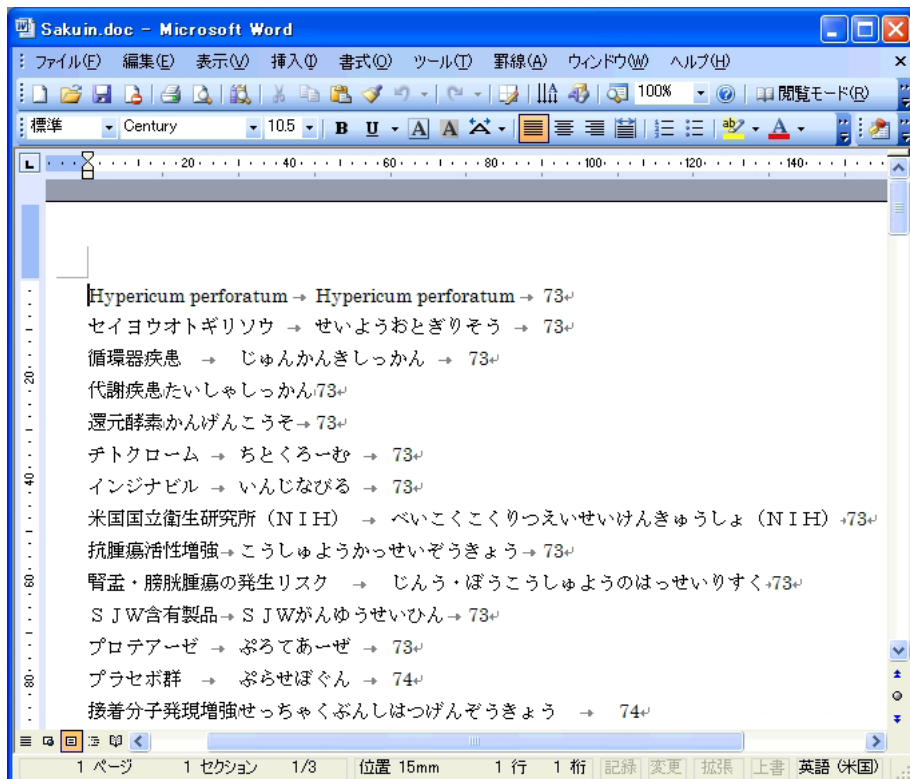 Sakuin.doc - Microsoft Word
ファイル(F) 編集(E) 表示(V) 挿入(I) 書式(O) ツール(T) 罫線(A) ウィンドウ(W) ヘルプ(H)
100% 閲覧モード(R)
標準 Century 10.5 B U A A A
20 40 60 80 100 120 140
Hypericum perforatum → Hypericum perforatum → 73
セイヨウオトギリソウ → せいようおとぎりそう → 73
循環器疾患 → じゅんかんきしっかん → 73
代謝疾患たいしゃしっかん73
還元酵素かんげんこうそ→ 73
チトクローム → ちとくろーむ → 73
インジナビル → いんじなびる → 73
米国国立衛生研究所（ＮＩＨ） → べいこくこくりつえいせいけんきゅうしょ（ＮＩＨ）→73
抗腫瘍活性増強→こうしゅようかっせいぞうきょう→ 73
腎盂・膀胱腫瘍の発生リスク → じんう・ぼうこうしゅようのはっせいりすく→73
ＳＪＷ含有製品→ＳＪＷがんゆうせいひん→ 73
プロテアーゼ → ぷろてあーぜ → 73
プラセボ群 → ぷらせぼぐん → 74
接着分子発現増強せっちゃくぶんしはつげんぞうきょう → 74
20 40 60 80
1 ページ 1 セクション 1/3 位置 15mm 1 行 1 桁 記録 変更 拡張 上書 英語 (米国)